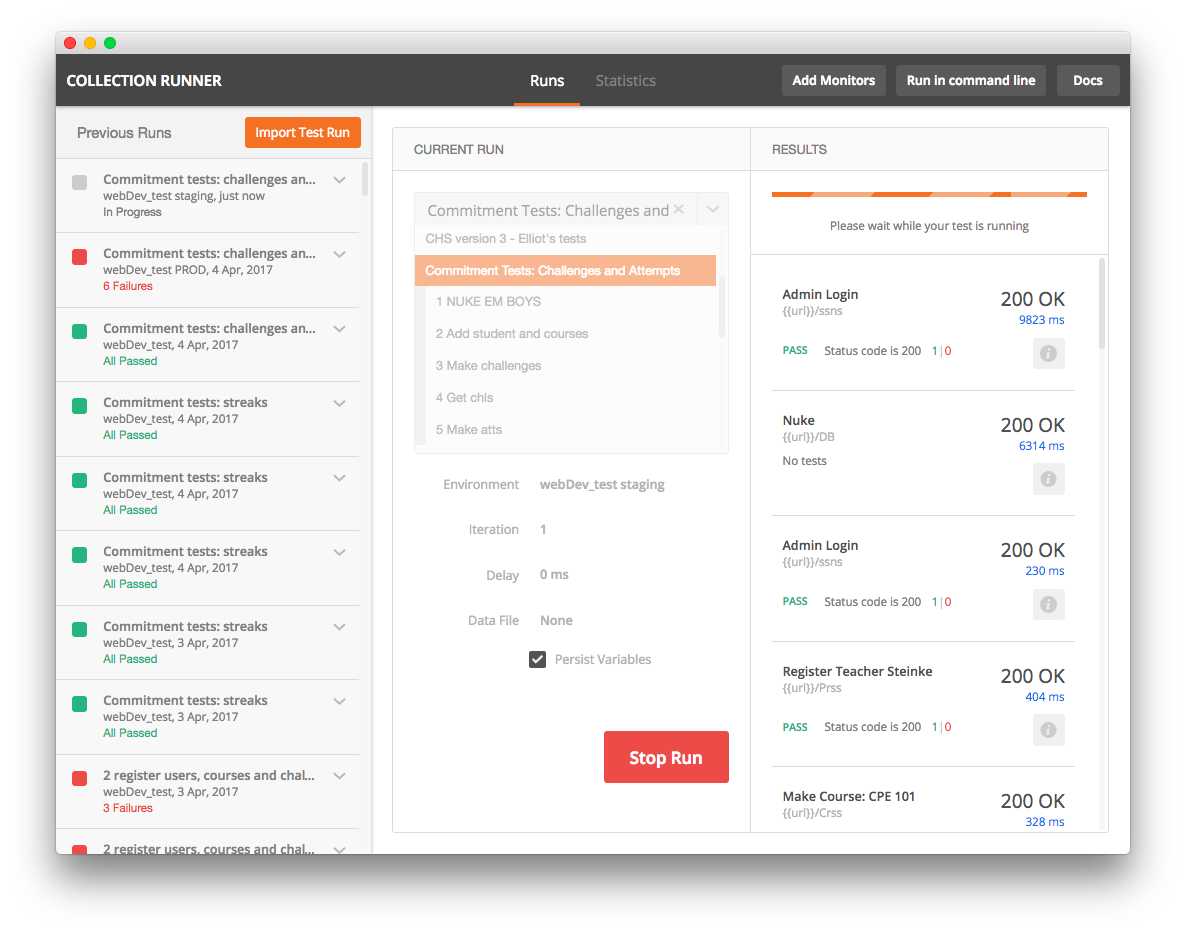 COLLECTION RUNNER
Runs
Statistics
Add Monitors
Run in command line
Docs
Previous Runs
Import Test Run
Commitment tests: challenges an...
webDev_test staging, just now
In Progress
Commitment tests: challenges an...
webDev_test PROD, 4 Apr, 2017
6 Failures
Commitment tests: challenges an...
webDev_test, 4 Apr, 2017
All Passed
Commitment tests: streaks
webDev_test, 4 Apr, 2017
All Passed
Commitment tests: streaks
webDev_test, 4 Apr, 2017
All Passed
Commitment tests: streaks
webDev_test, 4 Apr, 2017
All Passed
Commitment tests: streaks
webDev_test, 3 Apr, 2017
All Passed
Commitment tests: streaks
webDev_test, 3 Apr, 2017
All Passed
2 register users, courses and chal...
webDev_test, 3 Apr, 2017
3 Failures
2 register users, courses and chal...
CURRENT RUN
Commitment Tests: Challenges and
CHS version 3 - Elliot's tests
Commitment Tests: Challenges and Attempts
1 NUKE EM BOYS
2 Add student and courses
3 Make challenges
4 Get chls
5 Make atts
Environment webDev_test staging
Iteration 1
Delay 0 ms
Data File None
Persist Variables
Stop Run
RESULTS
Please wait while your test is running
Admin Login 200 OK
{{url}}/ssns 9823 ms
PASS Status code is 200 1|0
Nuke 200 OK
{{url}}/DB 6314 ms
No tests
Admin Login 200 OK
{{url}}/ssns 230 ms
PASS Status code is 200 1|0
Register Teacher Steinke 200 OK
{{url}}/Prss 404 ms
PASS Status code is 200 1|0
Make Course: CPE 101 200 OK
{{url}}/Crss 328 ms